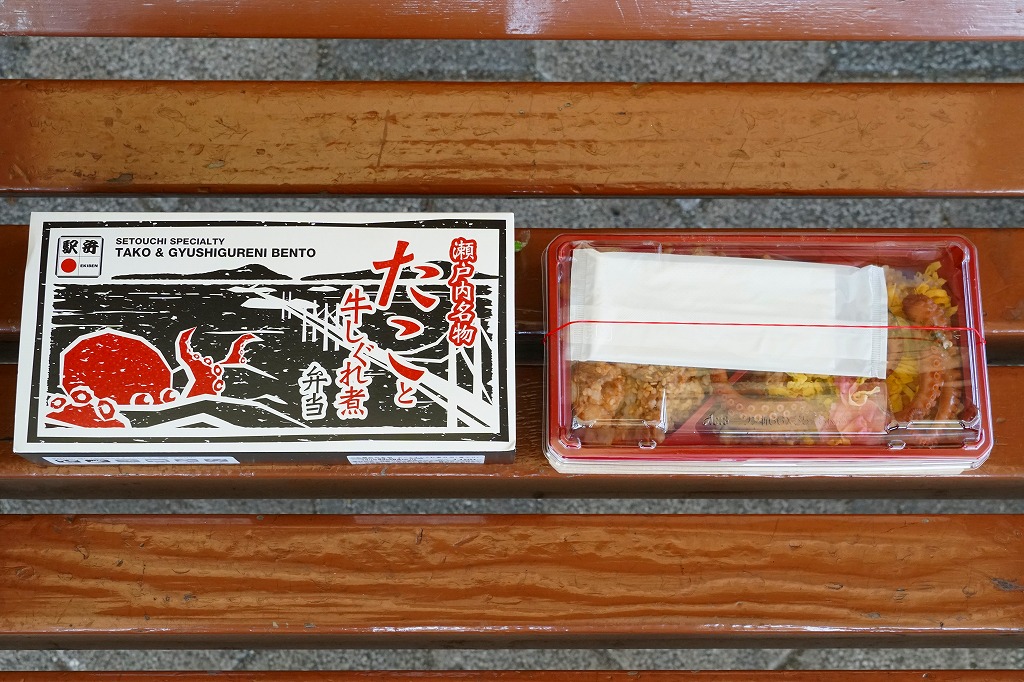 駅弁
EKIBEN
SETOUCHI SPECIALTY
TAKO & GYUSHIGURENI BENTO
瀬戸内名物
たこと
牛しぐれ煮
弁当